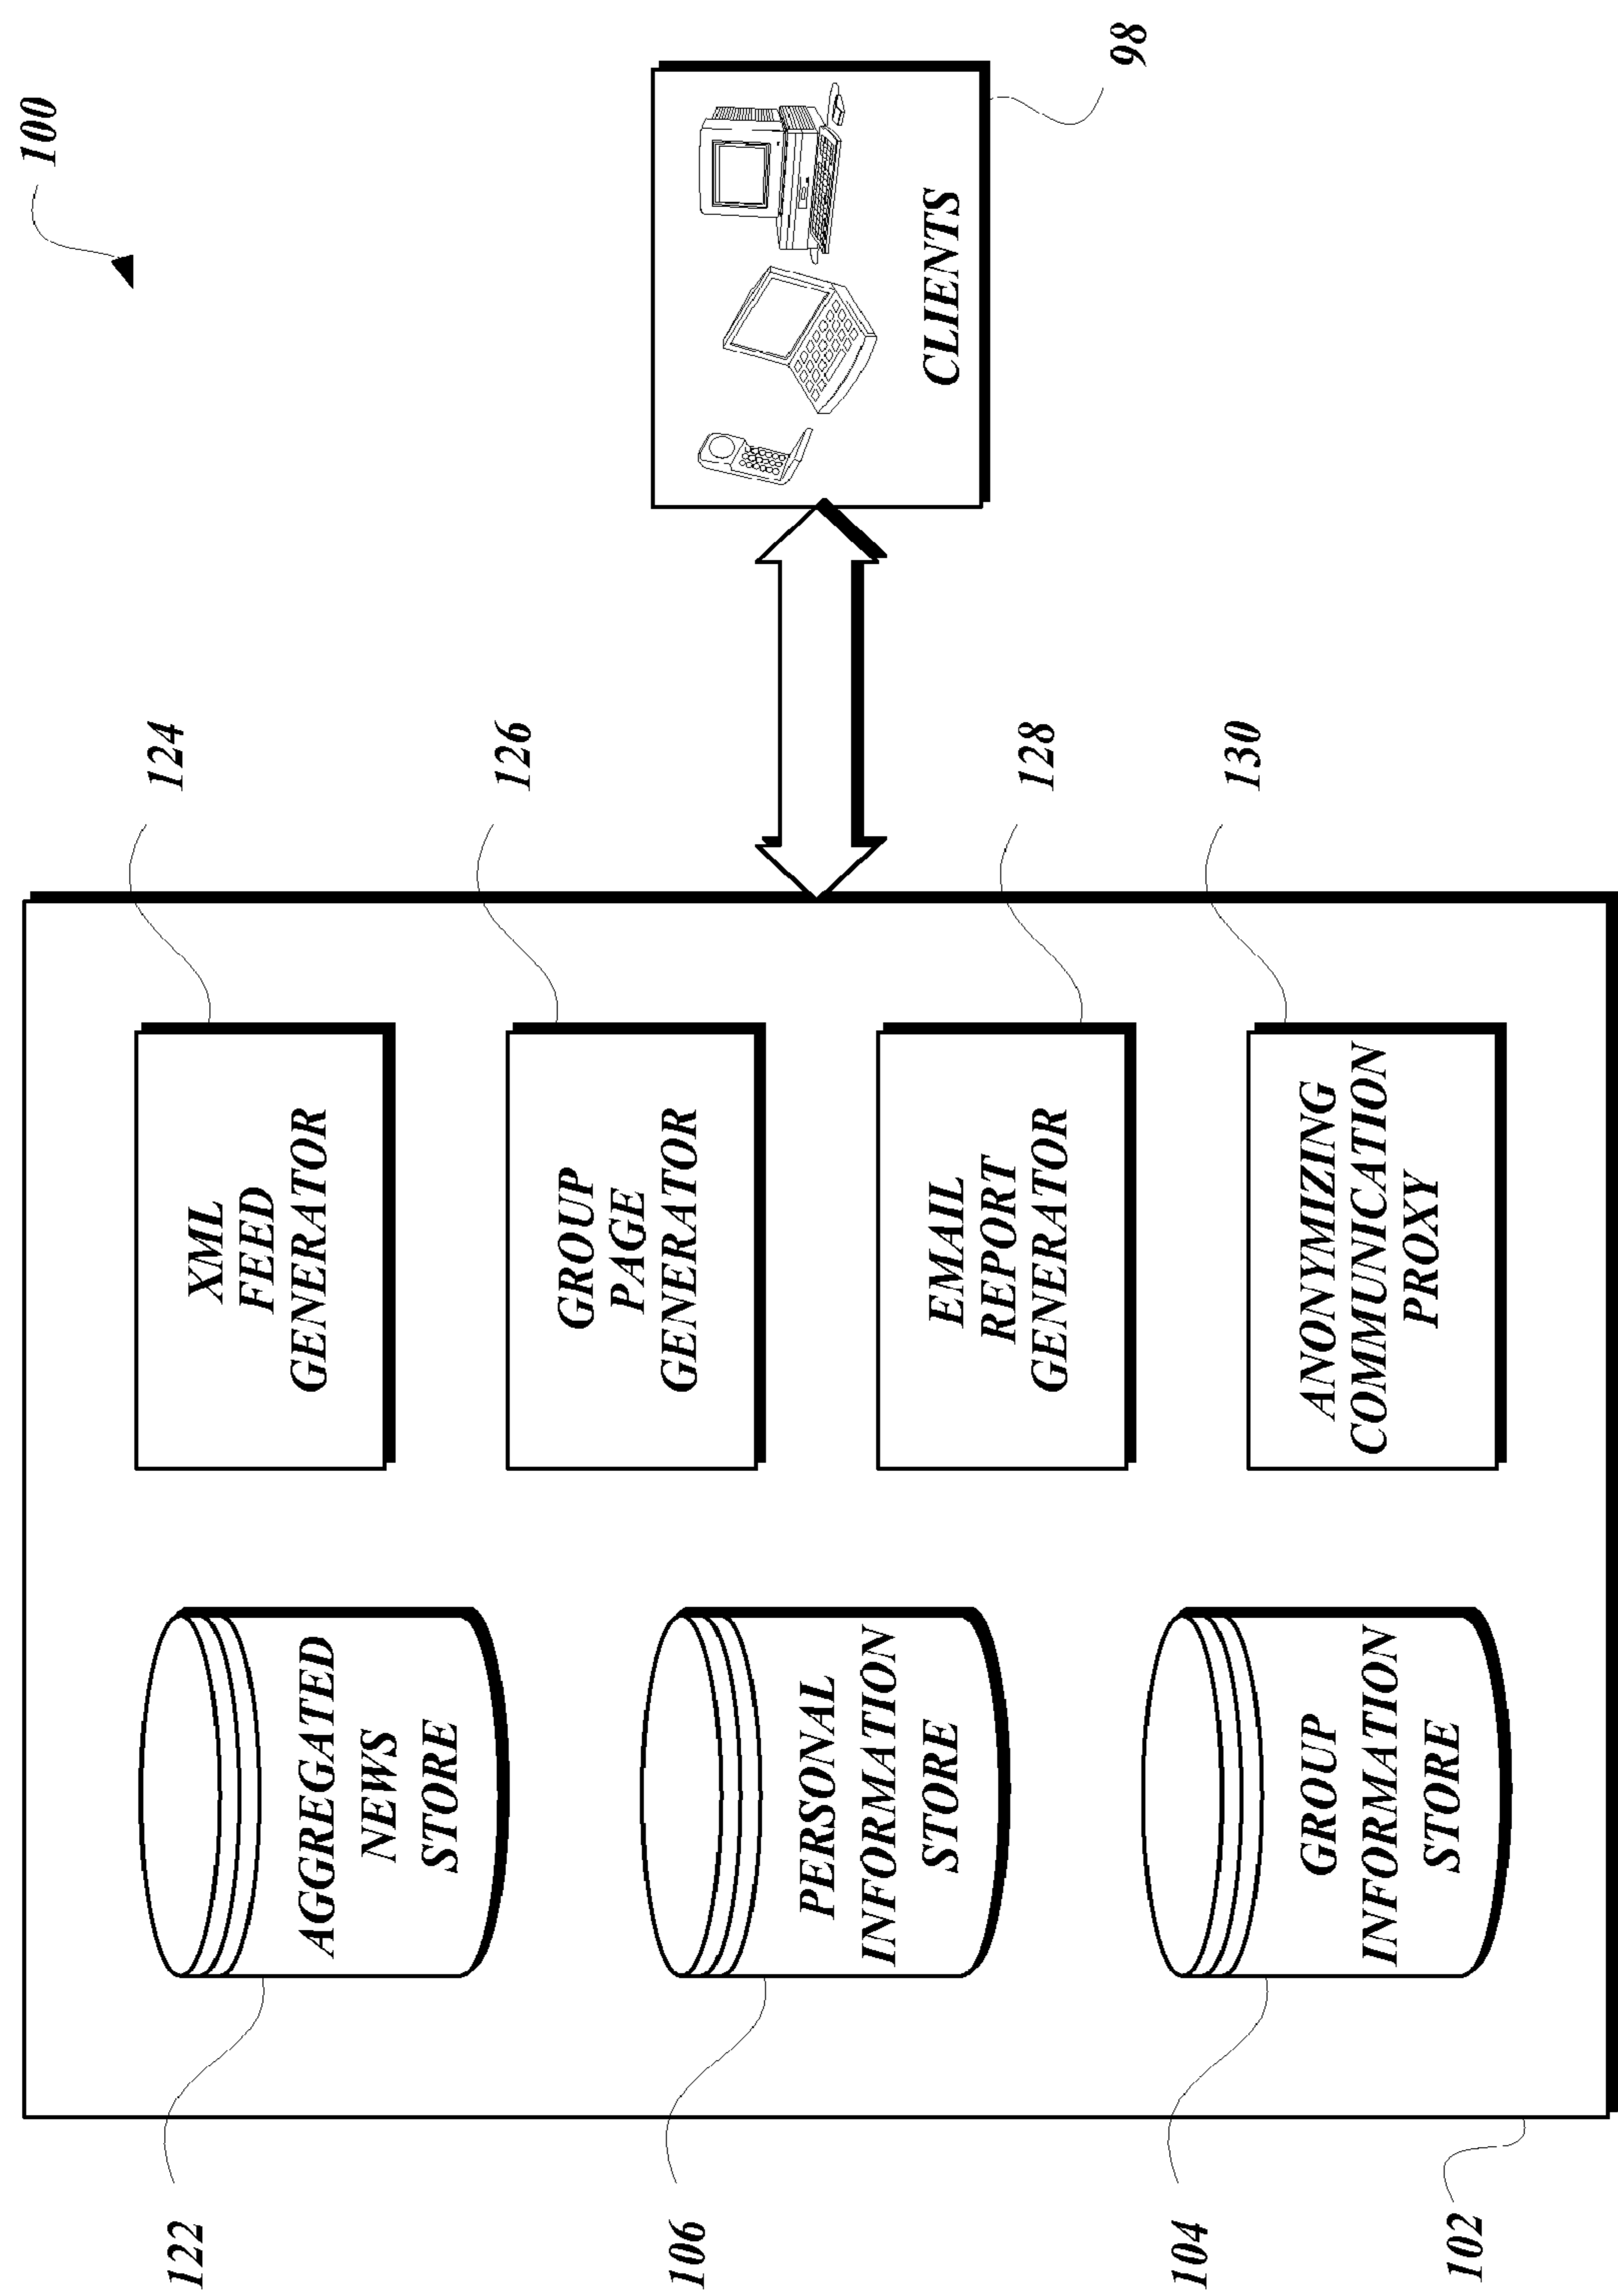 100
122
AGGREGATED
NEWS
STORE
XML
FEED
GENERATOR
124
GROUP
PAGE
GENERATOR
126
106
PERSONAL
INFORMATION
STORE
CLIENTS
98
EMAIL
REPORT
GENERATOR
128
104
GROUP
INFORMATION
STORE
ANONYMIZING
COMMUNICATION
PROXY
130
102